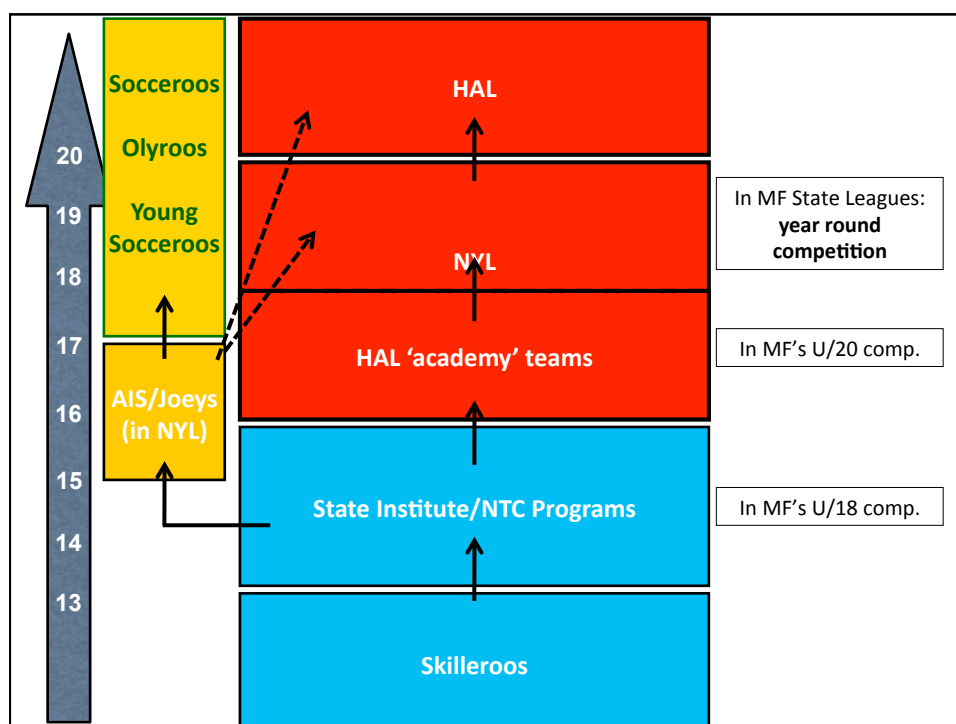 20
19
18
17
16
15
14
13
Socceroos
Olyroos
Young
Socceroos
AIS/Joeys
(in NYL)
HAL
NYL
HAL ‘academy’ teams
State Institute/NTC Programs
Skilleroos
In MF State Leagues:
year round
competition
In MF’s U/20 comp.
In MF’s U/18 comp.